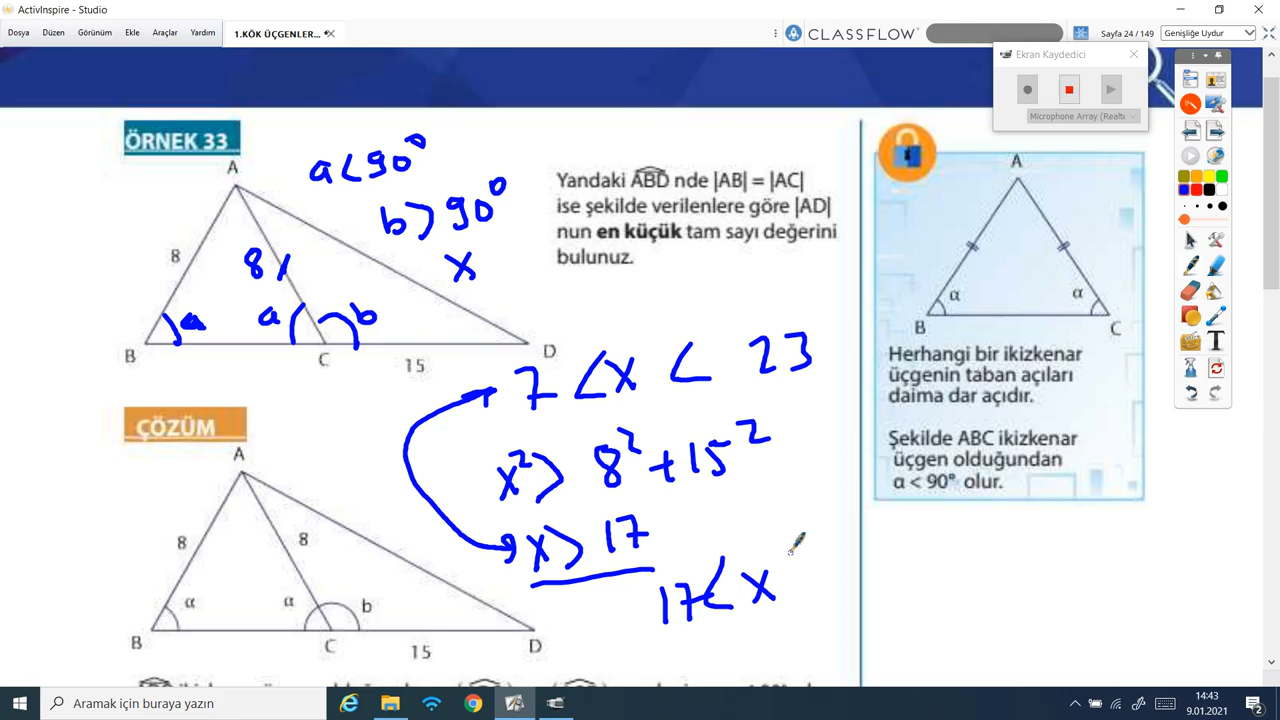 ActivInspire - Studio
Dosya Düzen Görünüm Ekle Araçlar Yardım
1.KÖK ÜÇGENLER...
CLASSFLOW
Sayfa 24 / 149
Genişliğe Uydur
Ekran Kaydedici
Microphone Array (Realt
ÖRNEK 33
A
a < 90°
b > 90°
x
8
8
a
a
b
B
C
15
D
Yandaki ABD nde |AB| = |AC|
ise şekilde verilenlere göre |AD|
nun en küçük tam sayı değerini
bulunuz.
7 < x < 23
x² > 8² + 15²
x > 17
17 < x
ÇÖZÜM
A
8
8
α
α
b
B
C
15
D
A
α
α
B
C
Herhangi bir ikizkenar
üçgenin taban açıları
daima dar açıdır.
Şekilde ABC ikizkenar
üçgen olduğundan
α < 90° olur.
Aramak için buraya yazın
14:43
9.01.2021
2